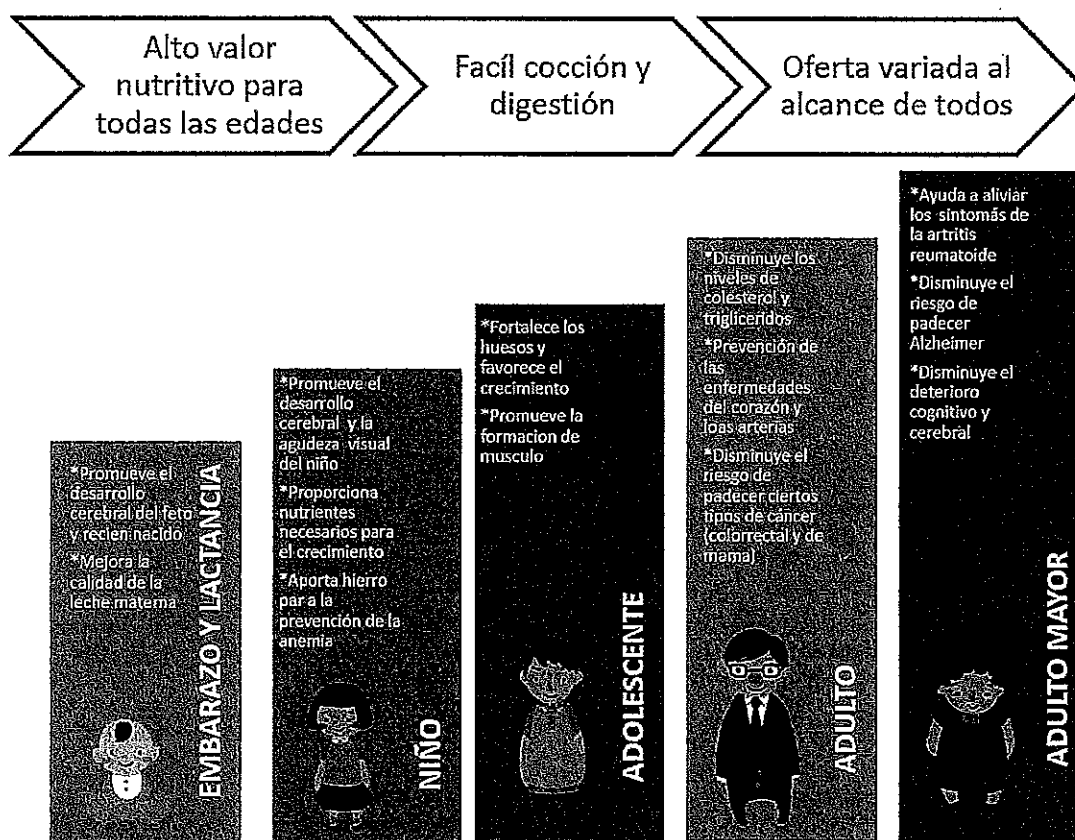 Alto valor
nutritivo para
todas las edades
Facíl cocción y
digestión
Oferta variada al
alcance de todos
*Promueve el
desarrollo
cerebral del feto
y recien nacido
*Mejora la
calidad de la
leche materna
EMBARAZO Y LACTANCIA
*Promueve el
desarrollo
cerebral y la
agudeza visual
del niño
*Proporciona
nutrientes
necesarios para
el crecimiento
*Aporta hierro
par a la
prevención de la
anemia
NIÑO
*Fortalece los
huesos y
favorece el
crecimiento
*Promueve la
formacion de
musculo
ADOLESCENTE
*Disminuye los
niveles de
colesterol y
trigliceridos
*Prevención de
las
enfermedades
del corazón y
loas arterias
*Disminuye el
riesgo de
padecer ciertos
tipos de cáncer
(colorrectal y de
mama)
ADULTO
*Ayuda a aliviar
los sintomás de
la artritis
reumatoide
*Disminuye el
riesgo de
padecer
Alzheimer
*Disminuye el
deterioro
cognitivo y
cerebral
ADULTO MAYOR